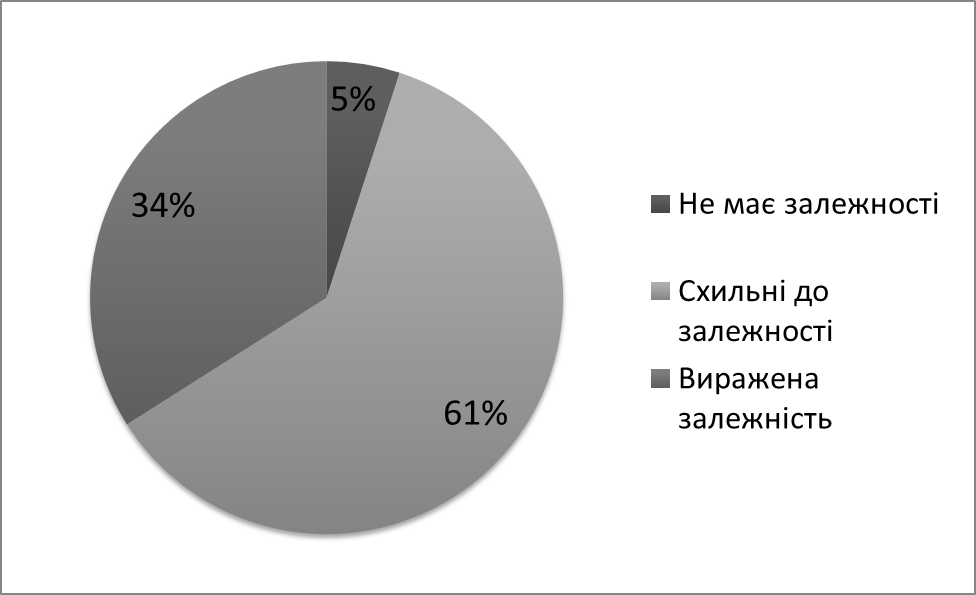 5%
34%
61%
Не має залежності
Схильні до
залежності
Виражена
залежність